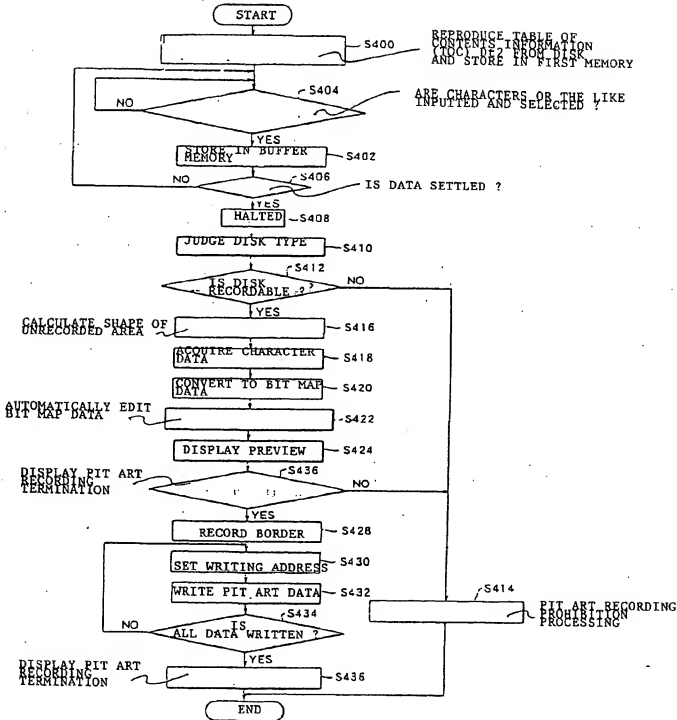 START
S400
REPRODUCE TABLE OF
CONTENTS INFORMATION
(TOC) DF2 FROM DISK
AND STORE IN FIRST MEMORY
S404
NO
ARE CHARACTERS OR THE LIKE
INPUTTED AND SELECTED ?
YES
STORE IN BUFFER
MEMORY
S402
S406
NO
IS DATA SETTLED ?
YES
HALTED
S408
JUDGE DISK TYPE
S410
S412
IS DISK
RECORDABLE ?
NO
YES
CALCULATE SHAPE OF
UNRECORDED AREA
S416
ACQUIRE CHARACTER
DATA
S418
CONVERT TO BIT MAP
DATA
S420
AUTOMATICALLY EDIT
BIT MAP DATA
S422
DISPLAY PREVIEW
S424
DISPLAY PIT ART
RECORDING
TERMINATION
S436
NO
YES
RECORD BORDER
S428
SET WRITING ADDRESS
S430
WRITE PIT ART DATA
S432
S434
IS
ALL DATA WRITTEN ?
NO
YES
S414
PIT ART RECORDING
PROHIBITION
PROCESSING
DISPLAY PIT ART
RECORDING
TERMINATION
S436
END